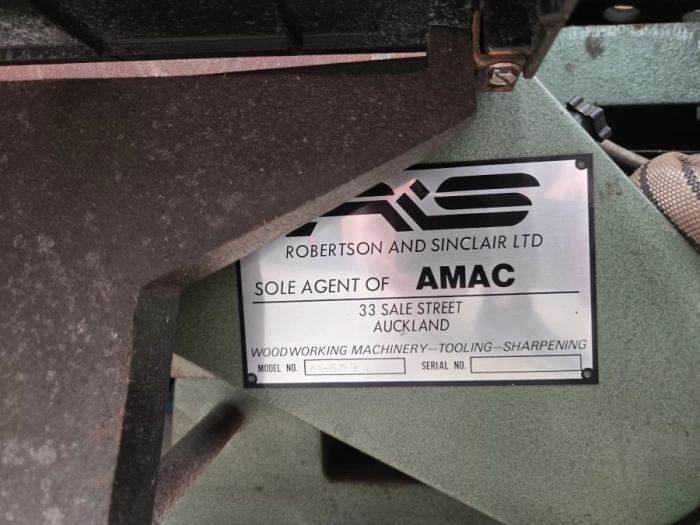 ROBERTSON AND SINCLAIR LTD
SOLE AGENT OF AMAC
33 SALE STREET
AUCKLAND
WOODWORKING MACHINERY—TOOLING—SHARPENING
MODEL NO. SERIAL NO.